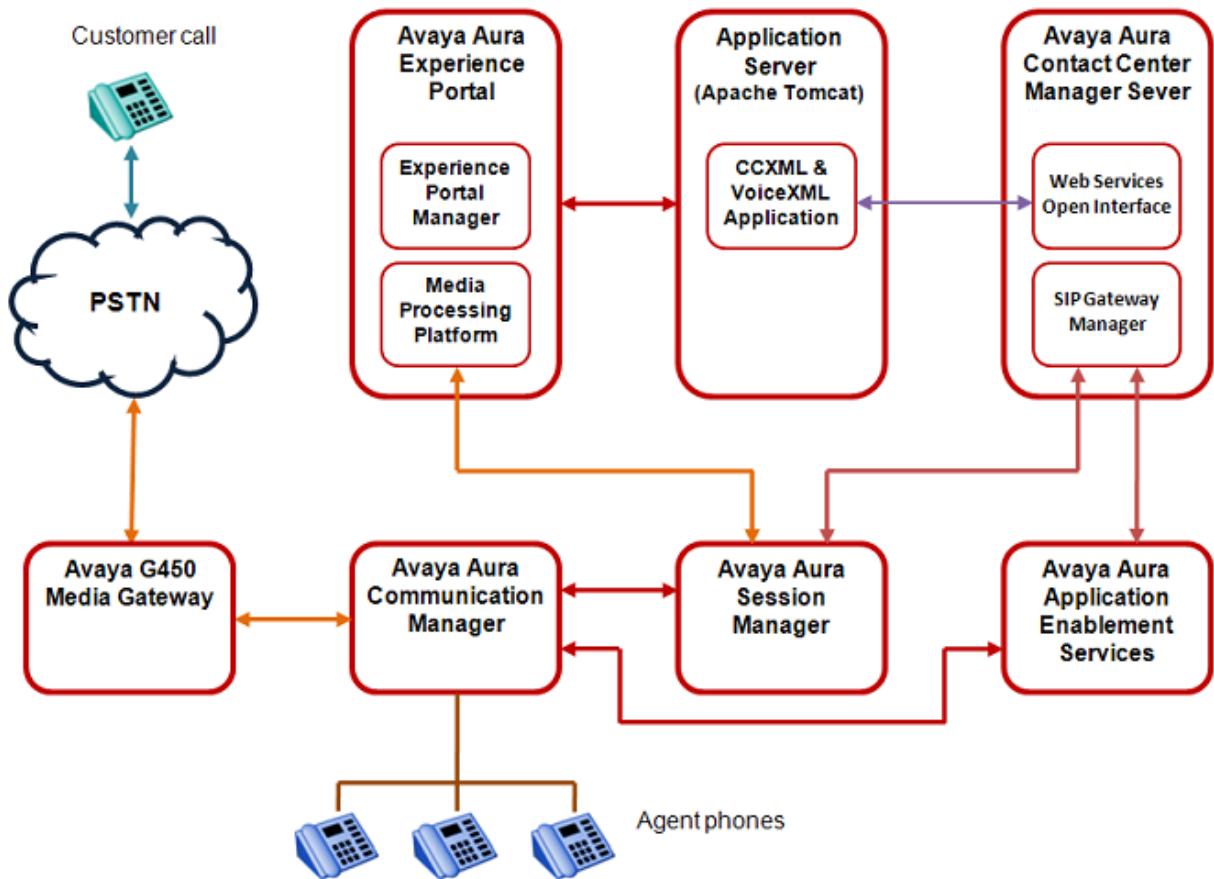 Customer call
PSTN
Avaya Aura
Experience
Portal
Experience
Portal
Manager
Media
Processing
Platform
Application
Server
(Apache Tomcat)
CCXML &
VoiceXML
Application
Avaya Aura
Contact Center
Manager Sever
Web Services
Open Interface
SIP Gateway
Manager
Avaya G450
Media Gateway
Avaya Aura
Communication
Manager
Avaya Aura
Session
Manager
Avaya Aura
Application
Enablement
Services
Agent phones